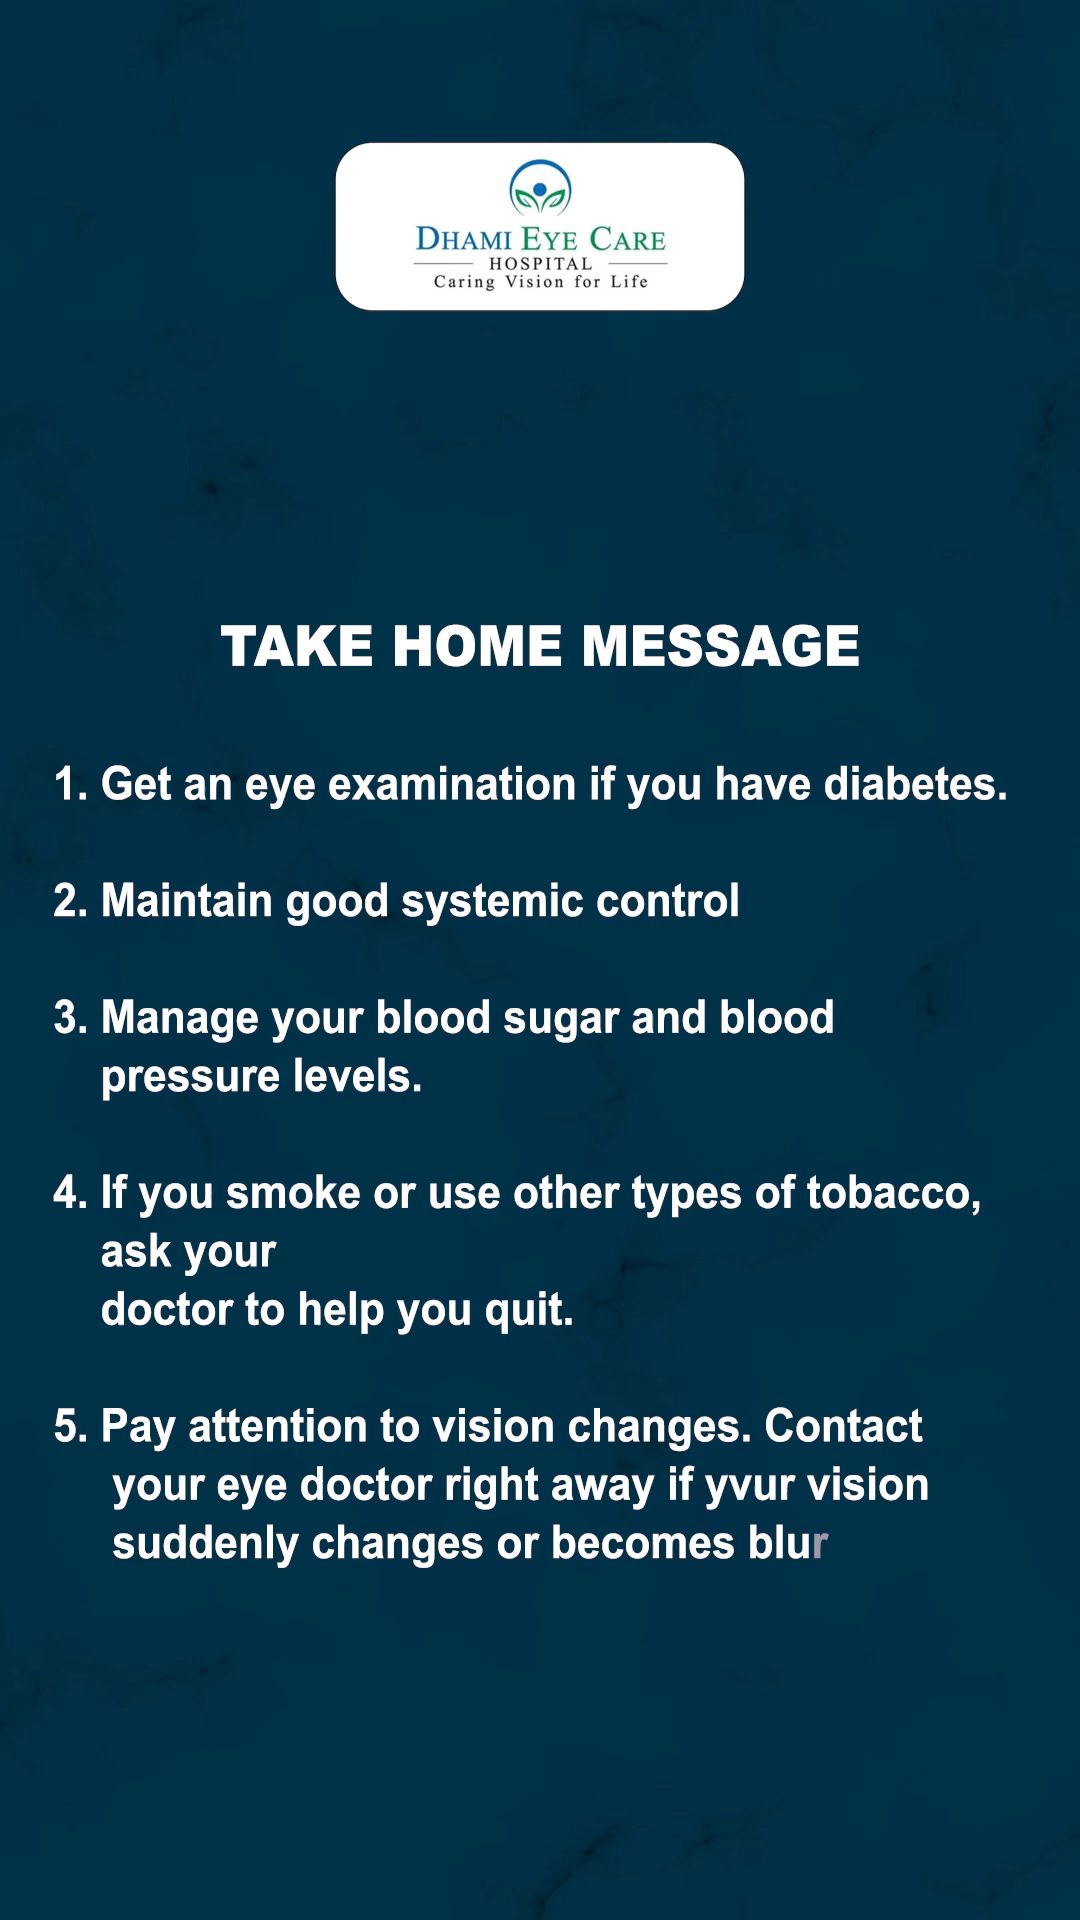 DHAMI EYE CARE
HOSPITAL
Caring Vision for Life
TAKE HOME MESSAGE
1. Get an eye examination if you have diabetes.
2. Maintain good systemic control
3. Manage your blood sugar and blood
pressure levels.
4. If you smoke or use other types of tobacco,
ask your
doctor to help you quit.
5. Pay attention to vision changes. Contact
your eye doctor right away if yvur vision
suddenly changes or becomes blur